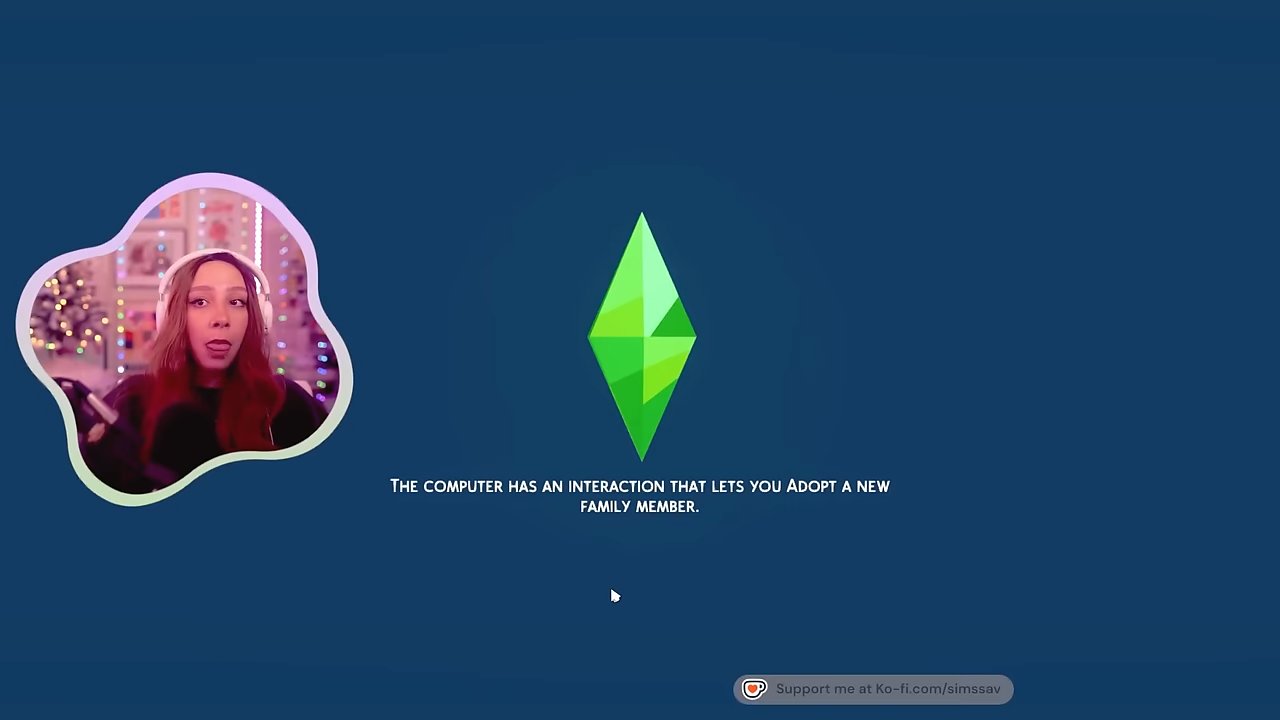 The computer has an interaction that lets you Adopt a new
family member.
Support me at Ko-fi.com/simssav